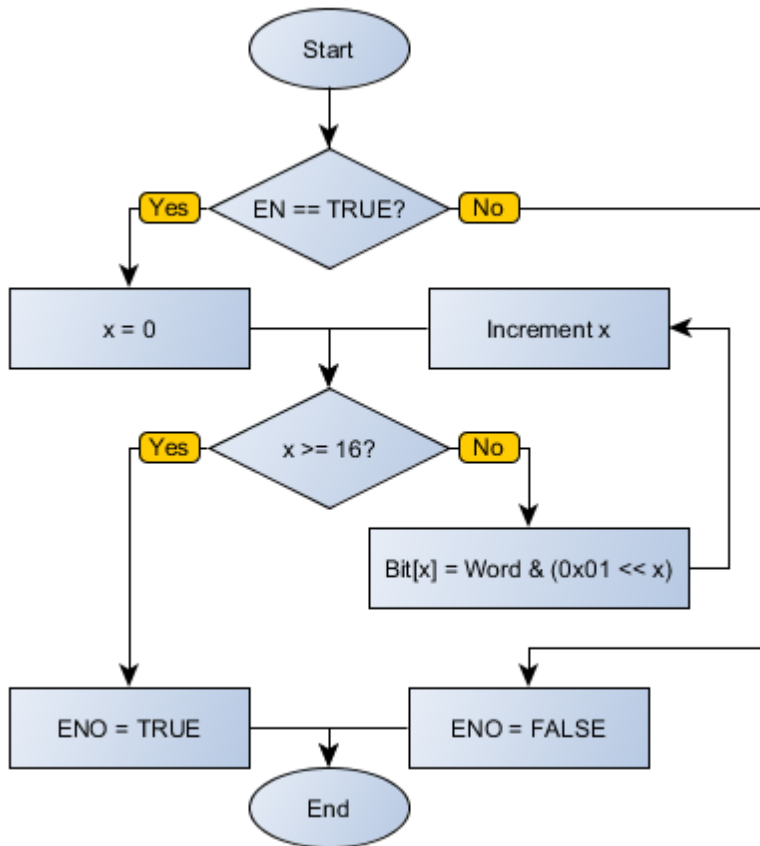 Start
Yes
EN == TRUE?
No
x = 0
Increment x
Yes
x >= 16?
No
Bit[x] = Word & (0x01 << x)
ENO = TRUE
ENO = FALSE
End